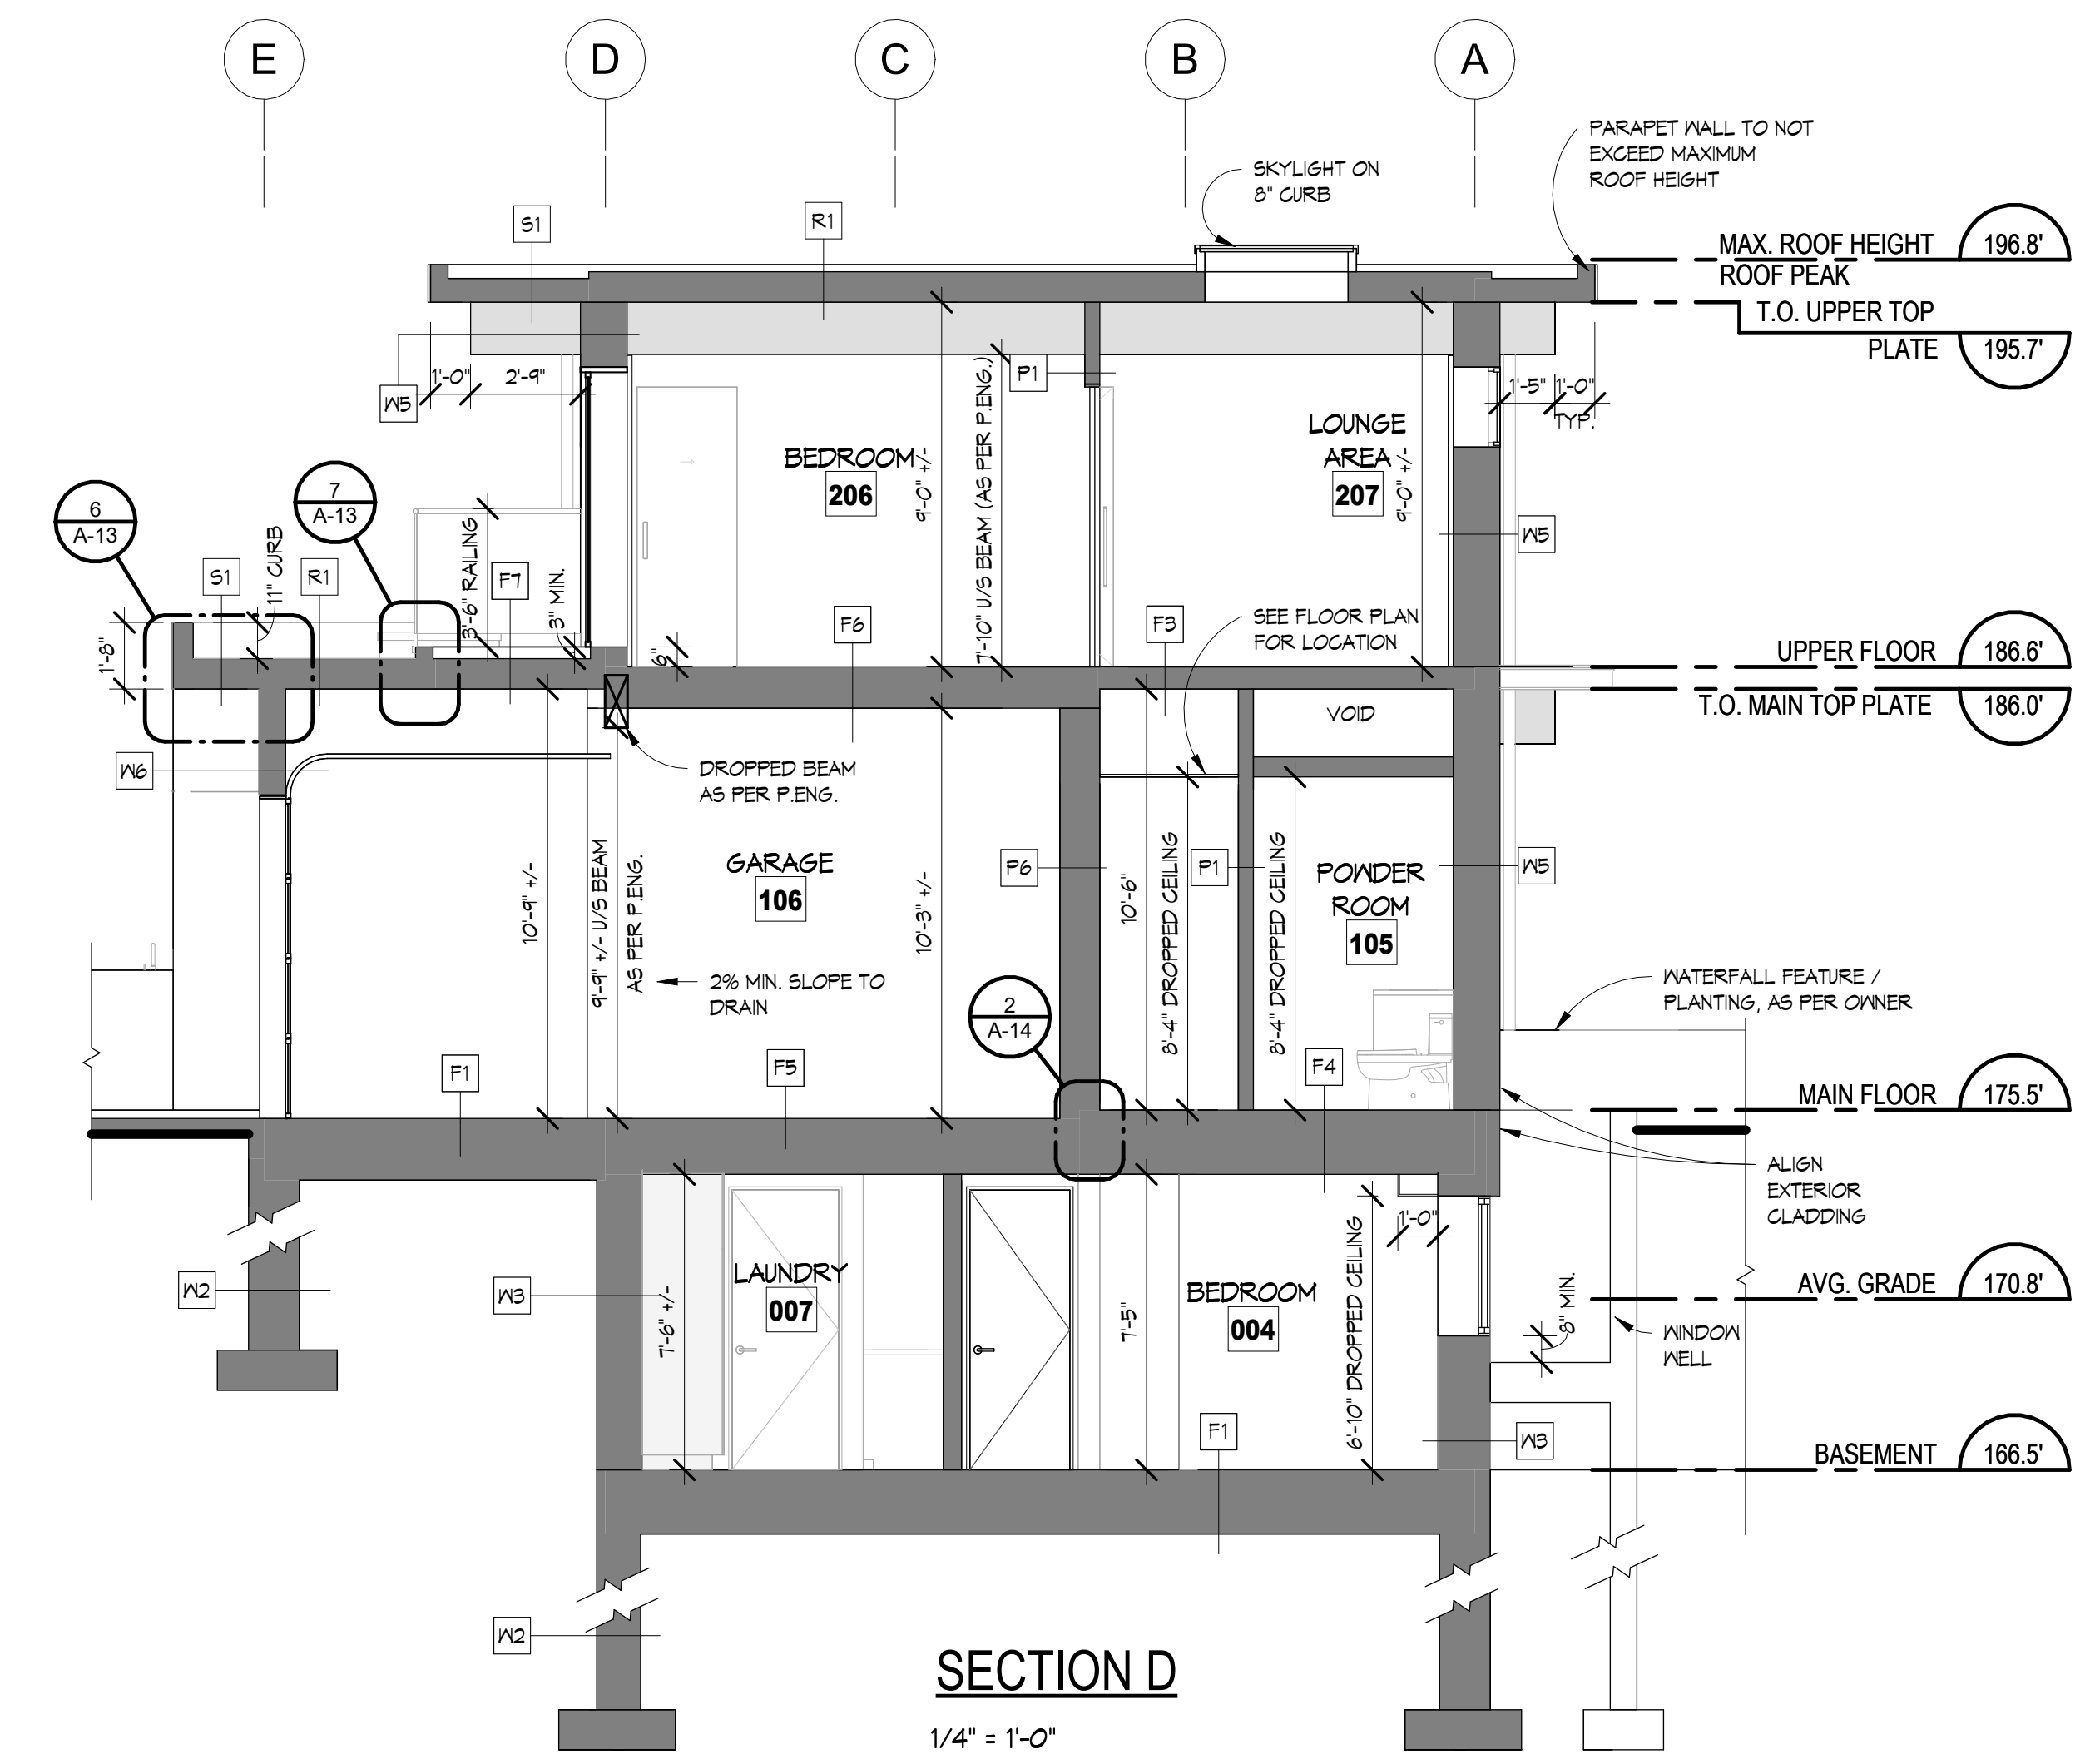 E
D
C
B
A
PARAPET WALL TO NOT
EXCEED MAXIMUM
ROOF HEIGHT
SKYLIGHT ON
8" CURB
S1
R1
MAX. ROOF HEIGHT
196.8'
ROOF PEAK
T.O. UPPER TOP
PLATE
195.7'
W5
1'-0"
2'-9"
P1
1'-5"
1'-0"
TYP.
BEDROOM
206
9'-0" +/-
7'-10" U/S BEAM (AS PER P.ENG.)
LOUNGE
AREA
207
9'-0" +/-
W5
6
A-13
7
A-13
S1
11" CURB
R1
3'-6" RAILING
F7
3" MIN.
6"
F6
F3
SEE FLOOR PLAN
FOR LOCATION
1'-8"
UPPER FLOOR
186.6'
T.O. MAIN TOP PLATE
186.0'
VOID
W6
DROPPED BEAM
AS PER P.ENG.
10'-9" +/-
9'-9" +/- U/S BEAM
AS PER P.ENG.
GARAGE
106
10'-3" +/-
P6
10'-6"
8'-4" DROPPED CEILING
P1
8'-4" DROPPED CEILING
POWDER
ROOM
105
W5
2% MIN. SLOPE TO
DRAIN
2
A-14
WATERFALL FEATURE /
PLANTING, AS PER OWNER
F1
F5
F4
MAIN FLOOR
175.5'
ALIGN
EXTERIOR
CLADDING
1'-0"
W2
W3
7'-6" +/-
LAUNDRY
007
7'-5"
BEDROOM
004
6'-10" DROPPED CEILING
8" MIN.
AVG. GRADE
170.8'
WINDOW
WELL
F1
W3
BASEMENT
166.5'
W2
SECTION D
1/4" = 1'-0"